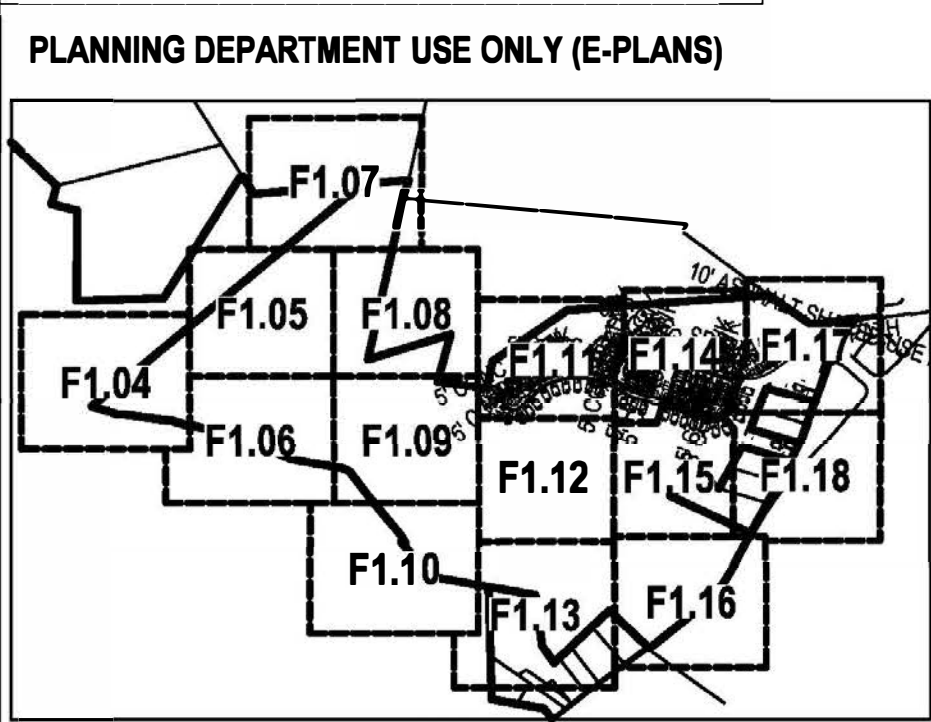 PLANNING DEPARTMENT USE ONLY (E-PLANS)
F1.07
10' ASPHALT
F1.05
F1.08
F1.11
F1.14
F1.17
F1.04
F1.06
F1.09
F1.12
F1.15
F1.18
F1.10
F1.13
F1.16